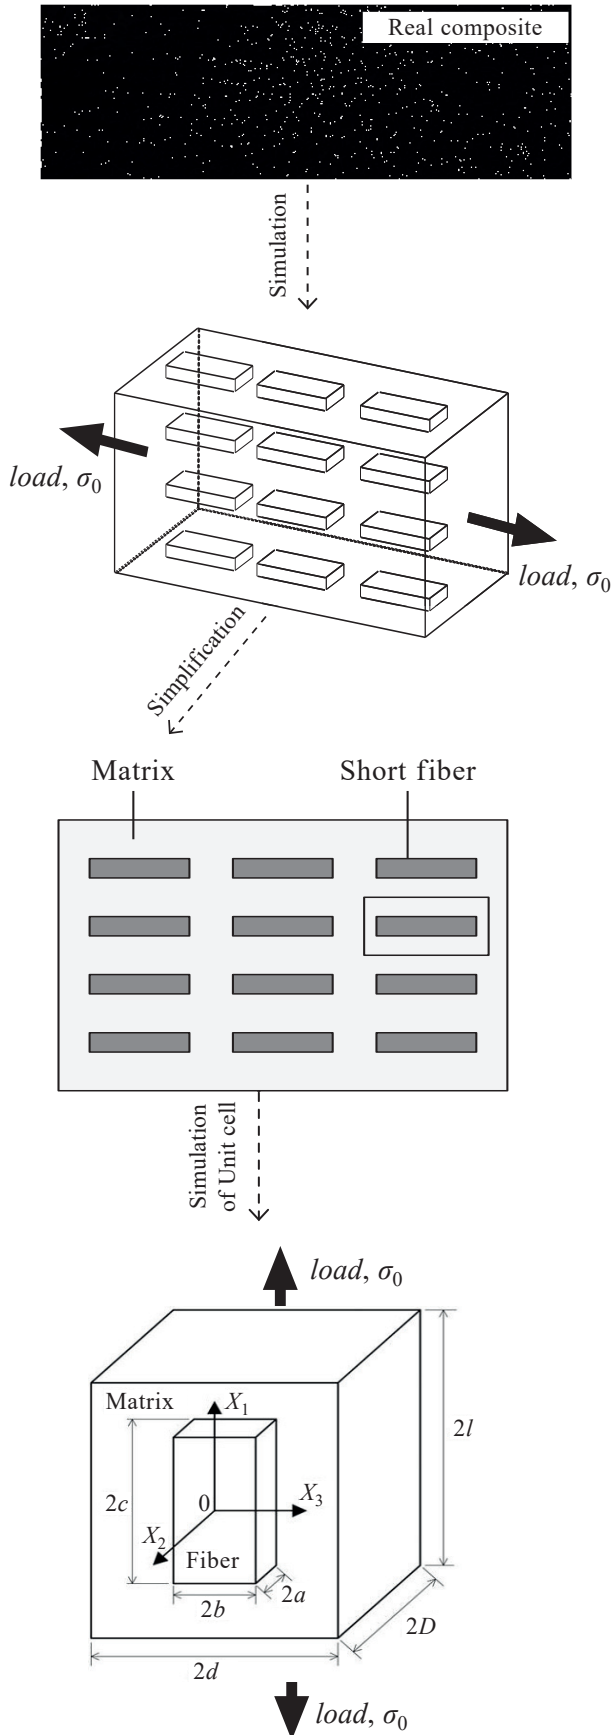 Real composite
Simulation
load, σ₀
load, σ₀
Simplification
Matrix
Short fiber
Simulation
of Unit cell
load, σ₀
Matrix
X₁
2l
2c
0
X₃
X₂
Fiber
2a
2b
2D
2d
load, σ₀